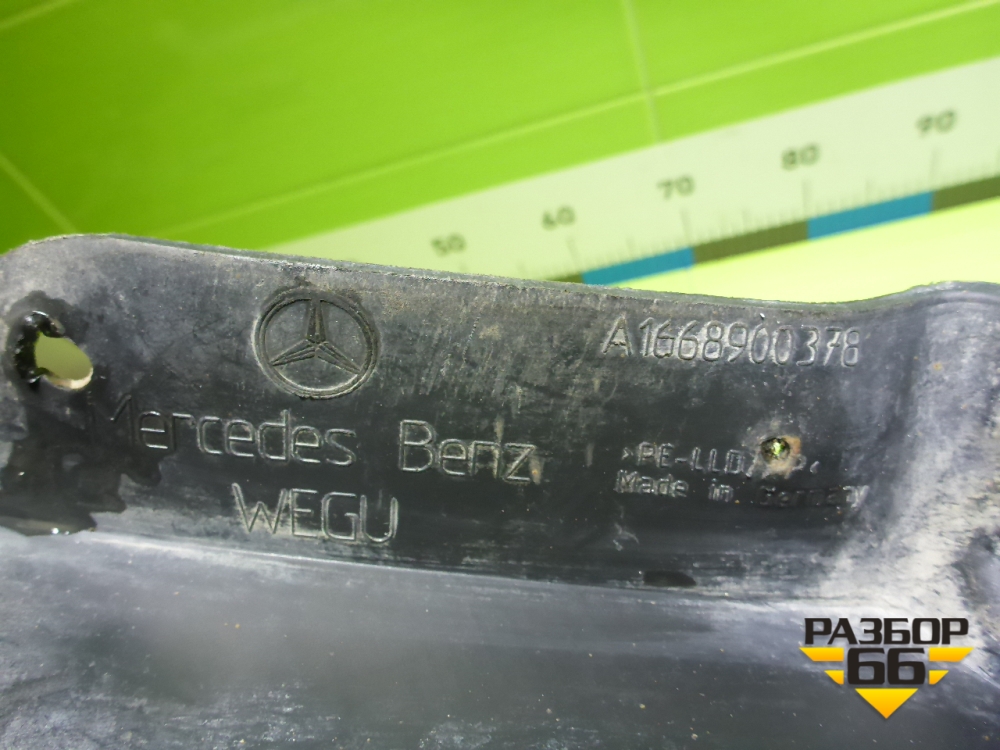 50 60 70 80 90
A1668900378
Mercedes Benz
>PE-LLD/
Made in Germany
WEGU
РАЗБОР
66